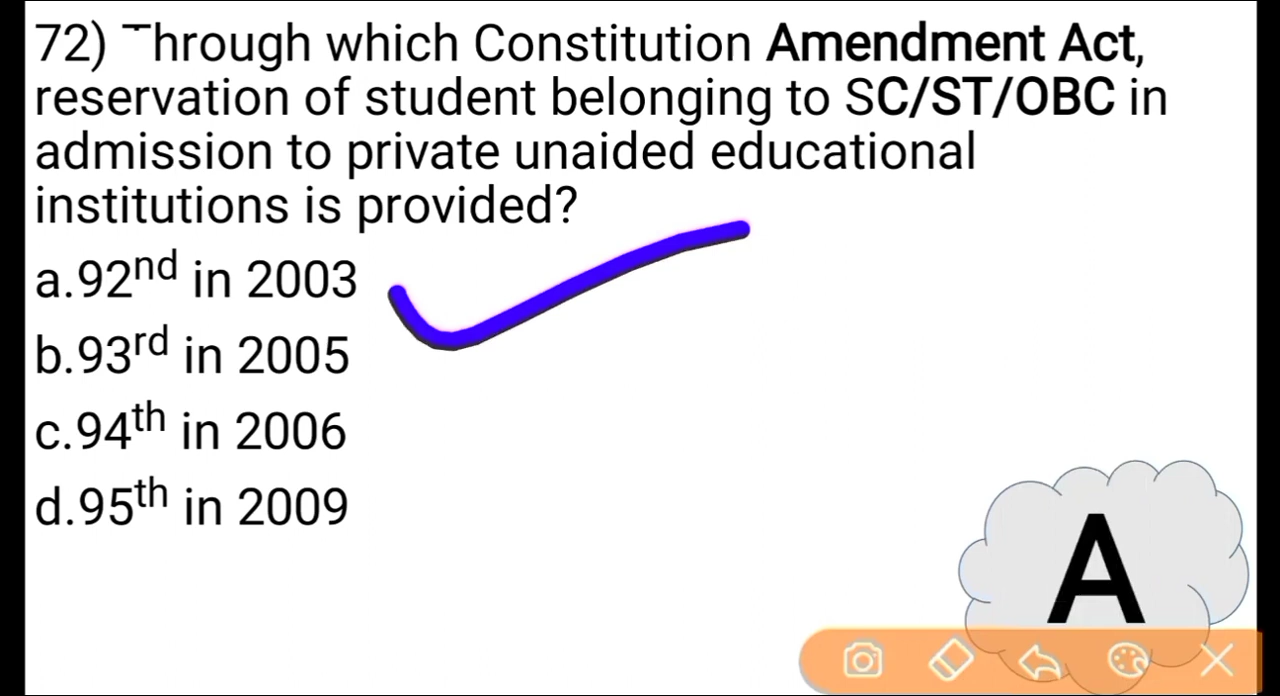 72) Through which Constitution Amendment Act,
reservation of student belonging to SC/ST/OBC in
admission to private unaided educational
institutions is provided?
a.92nd in 2003
b.93rd in 2005
c.94th in 2006
d.95th in 2009
A